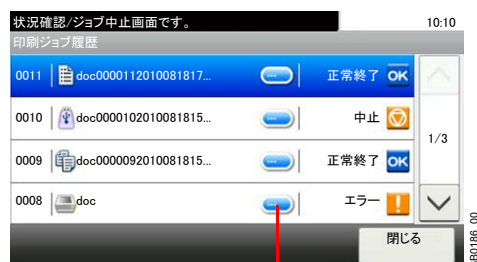 状況確認/ジョブ中止画面です。
10:10
印刷ジョブ履歴
0011 doc0000112010081817... ... 正常終了 OK
0010 doc0000102010081815... ... 中止
0009 doc0000092010081815... ... 正常終了 OK
0008 doc ... エラー !
1/3
閉じる